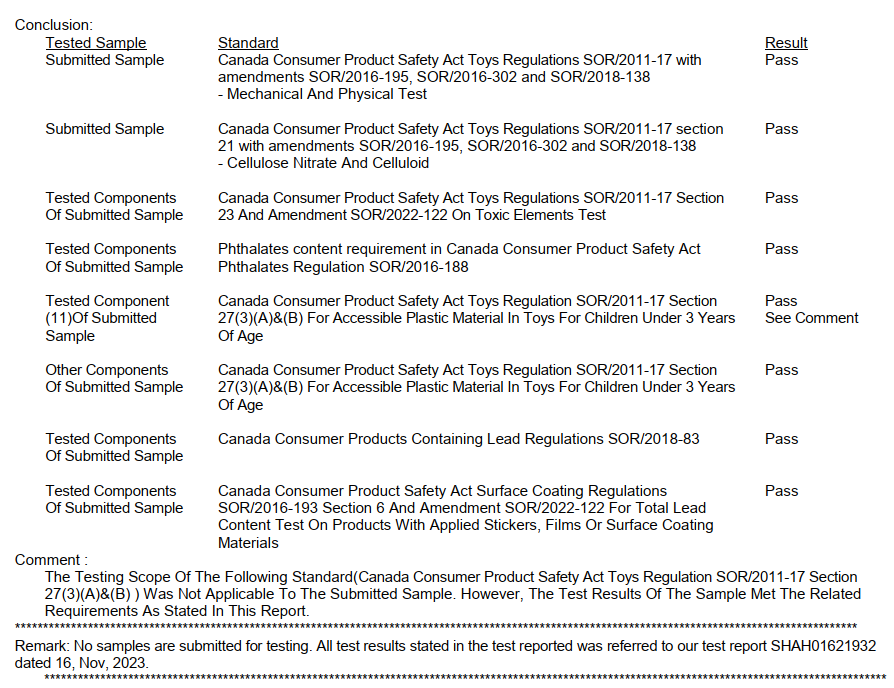 Conclusion:
Tested Sample Standard Result
Submitted Sample Canada Consumer Product Safety Act Toys Regulations SOR/2011-17 with Pass
amendments SOR/2016-195, SOR/2016-302 and SOR/2018-138
- Mechanical And Physical Test
Submitted Sample Canada Consumer Product Safety Act Toys Regulations SOR/2011-17 section Pass
21 with amendments SOR/2016-195, SOR/2016-302 and SOR/2018-138
- Cellulose Nitrate And Celluloid
Tested Components Canada Consumer Product Safety Act Toys Regulations SOR/2011-17 Section Pass
Of Submitted Sample 23 And Amendment SOR/2022-122 On Toxic Elements Test
Tested Components Phthalates content requirement in Canada Consumer Product Safety Act Pass
Of Submitted Sample Phthalates Regulation SOR/2016-188
Tested Component Canada Consumer Product Safety Act Toys Regulation SOR/2011-17 Section Pass
(11)Of Submitted 27(3)(A)&(B) For Accessible Plastic Material In Toys For Children Under 3 Years See Comment
Sample Of Age
Other Components Canada Consumer Product Safety Act Toys Regulation SOR/2011-17 Section Pass
Of Submitted Sample 27(3)(A)&(B) For Accessible Plastic Material In Toys For Children Under 3 Years
Of Age
Tested Components Canada Consumer Products Containing Lead Regulations SOR/2018-83 Pass
Of Submitted Sample
Tested Components Canada Consumer Product Safety Act Surface Coating Regulations Pass
Of Submitted Sample SOR/2016-193 Section 6 And Amendment SOR/2022-122 For Total Lead
Content Test On Products With Applied Stickers, Films Or Surface Coating
Materials
Comment :
The Testing Scope Of The Following Standard(Canada Consumer Product Safety Act Toys Regulation SOR/2011-17 Section
27(3)(A)&(B) ) Was Not Applicable To The Submitted Sample. However, The Test Results Of The Sample Met The Related
Requirements As Stated In This Report.
****************************************************************************************************************************************************
Remark: No samples are submitted for testing. All test results stated in the test reported was referred to our test report SHAH01621932
dated 16, Nov, 2023.
****************************************************************************************************************************************************